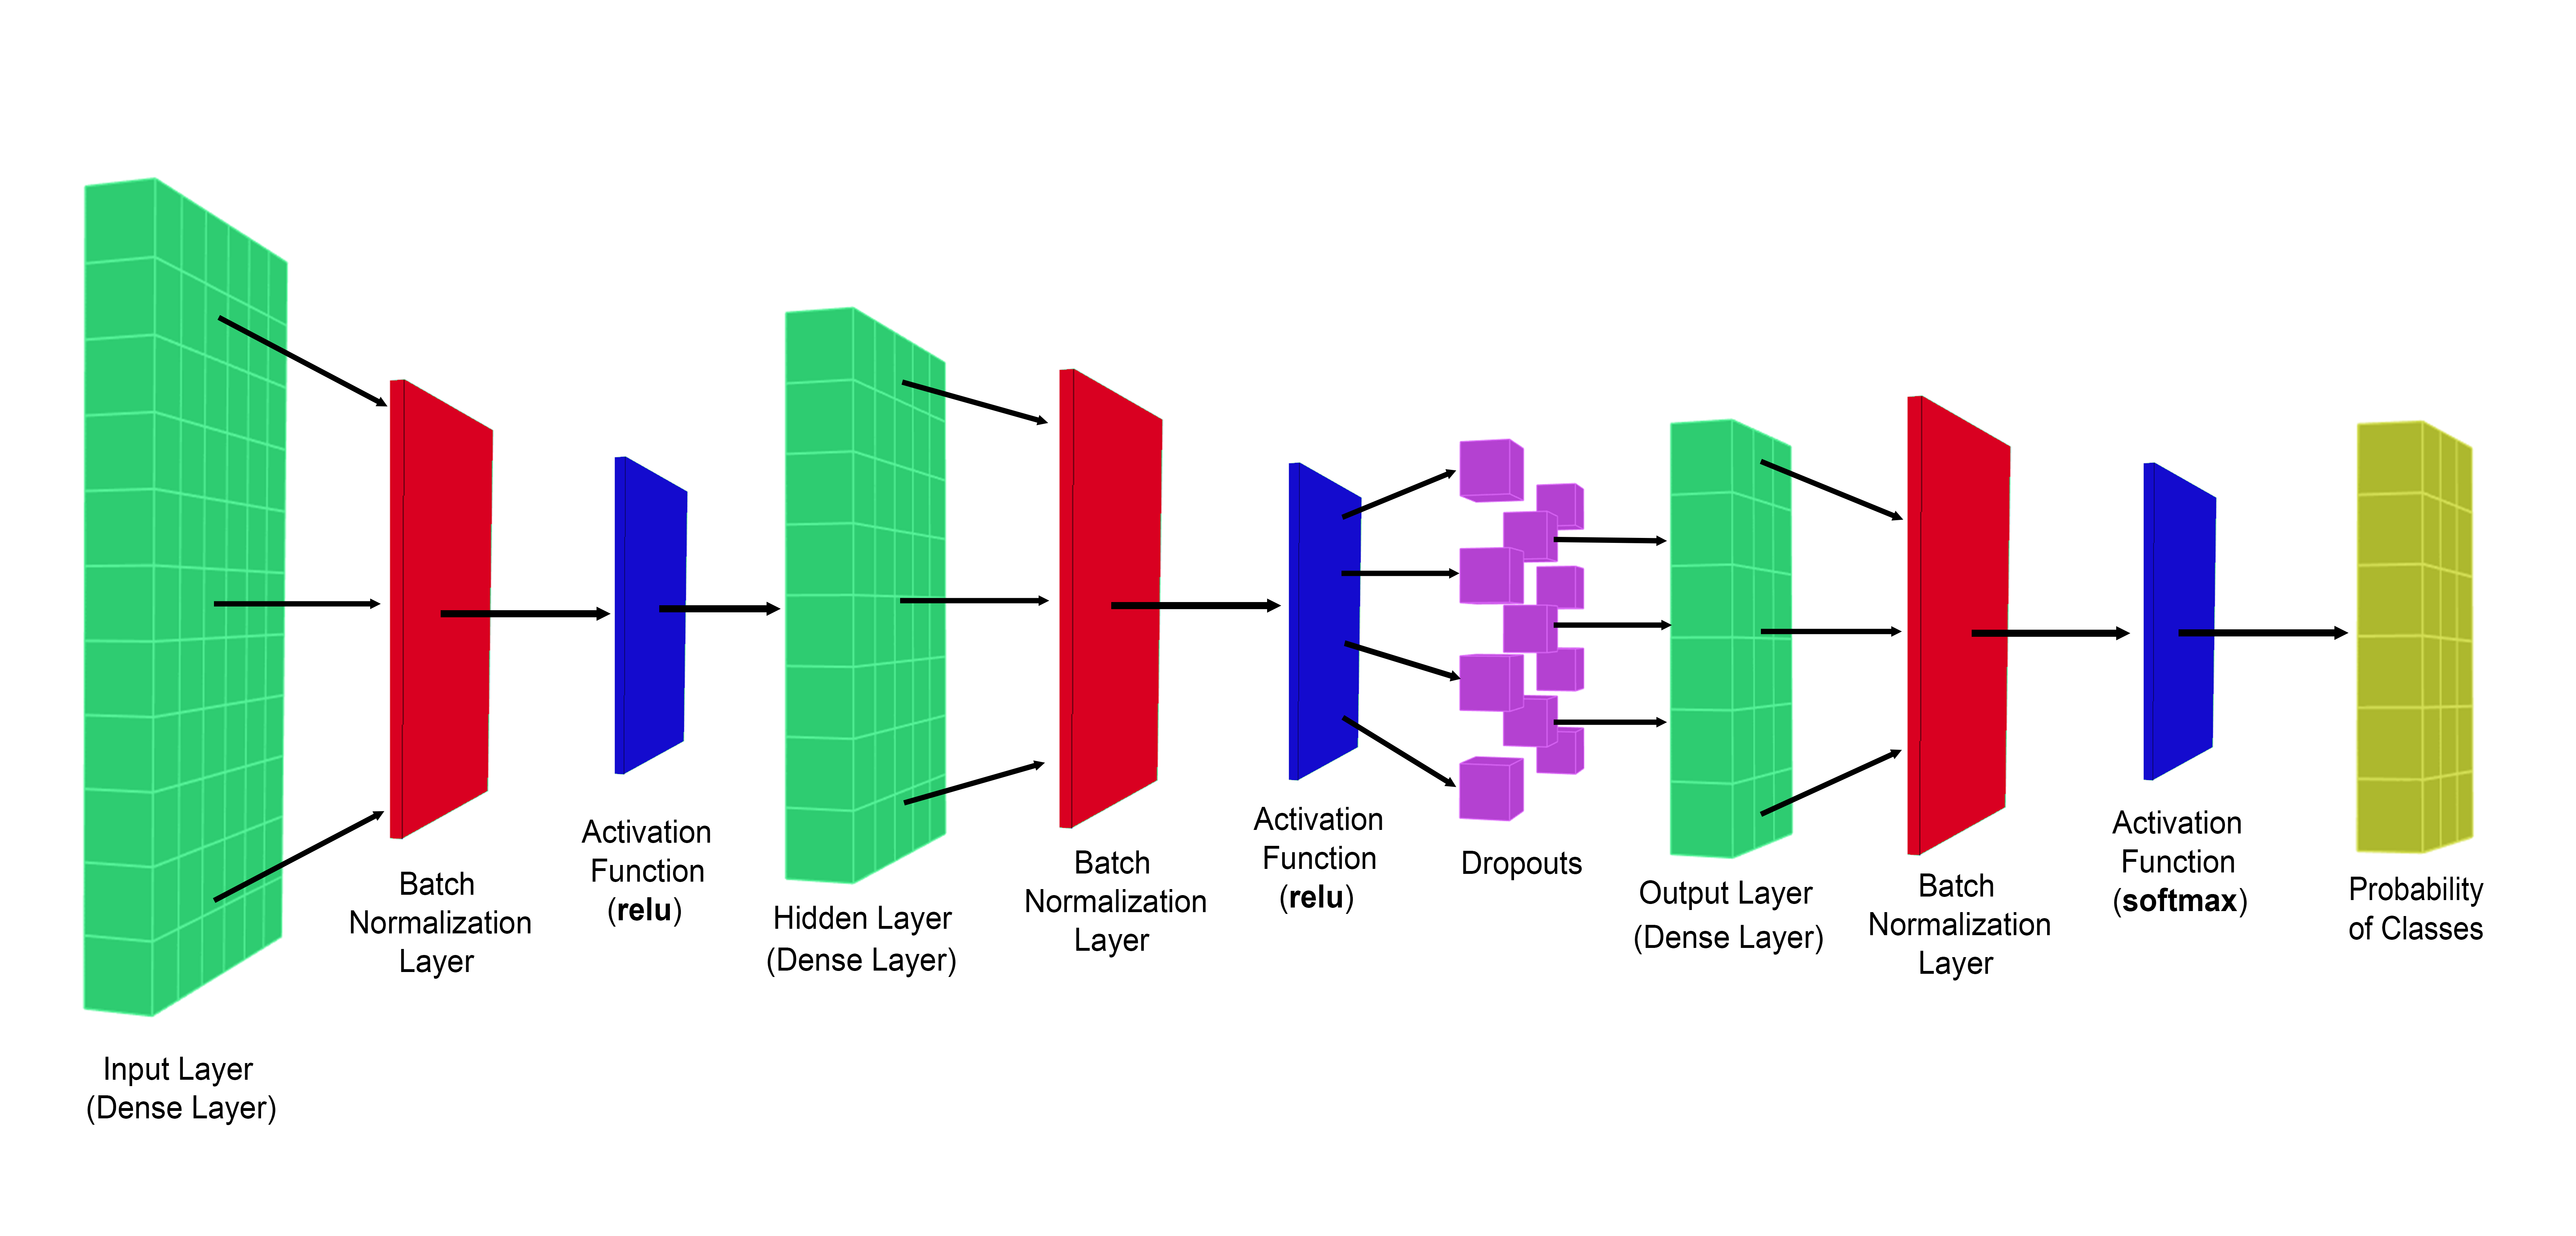 Input Layer
(Dense Layer)
Batch
Normalization
Layer
Activation
Function
(relu)
Hidden Layer
(Dense Layer)
Batch
Normalization
Layer
Activation
Function
(relu)
Dropouts
Output Layer
(Dense Layer)
Batch
Normalization
Layer
Activation
Function
(softmax)
Probability
of Classes